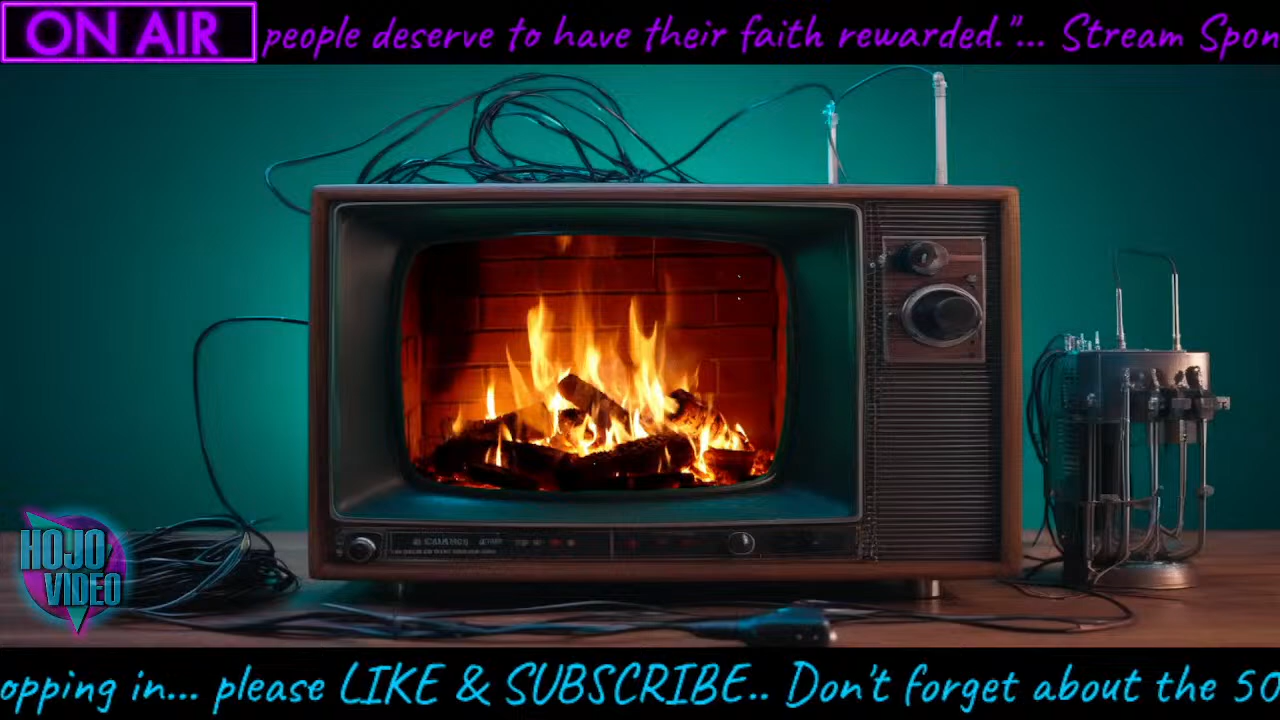 ON AIR
people deserve to have their faith rewarded."... Stream Spon
HOJO
VIDEO
opping in... please LIKE & SUBSCRIBE.. Don't forget about the 50